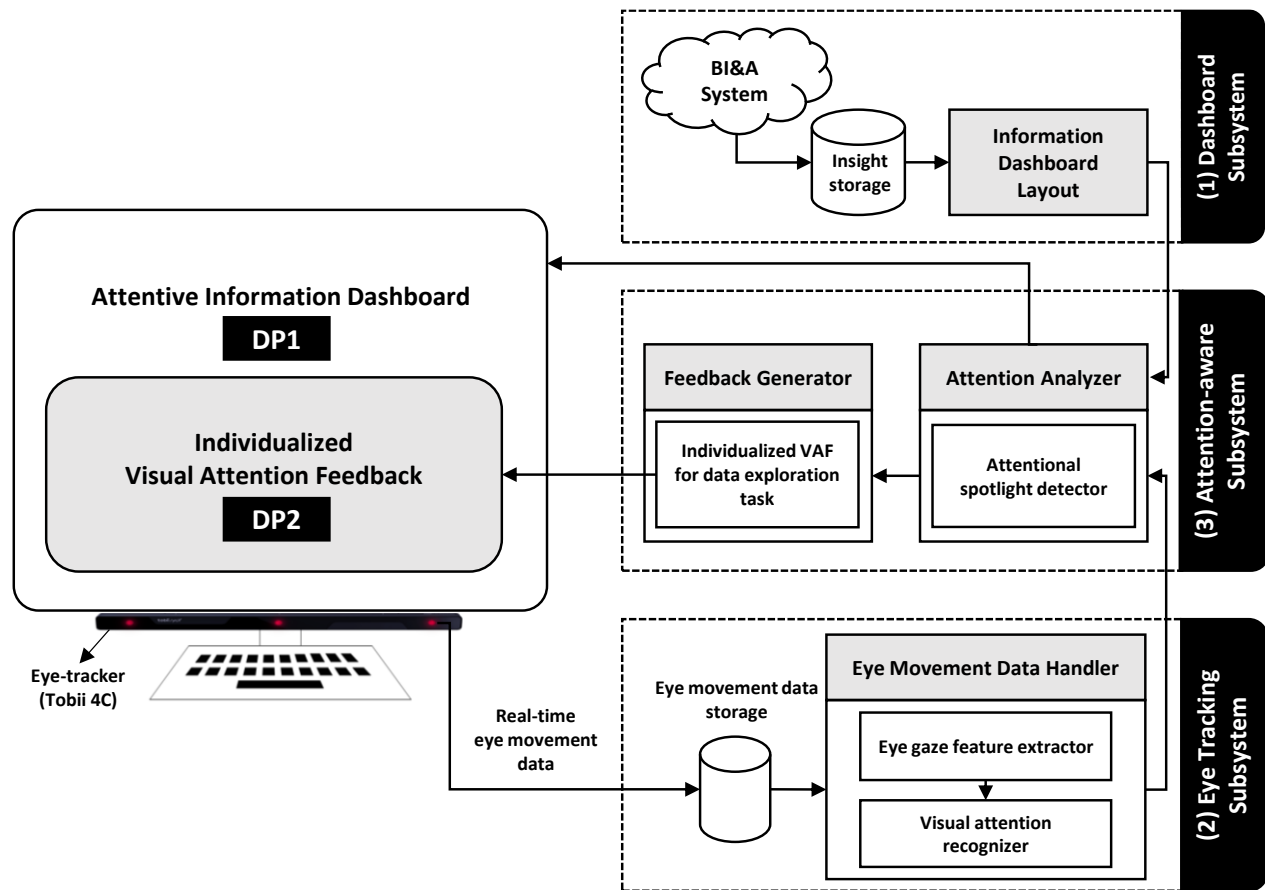 BI&A
System
Insight
storage
Information
Dashboard
Layout
(1) Dashboard
Subsystem
Attentive Information Dashboard
DP1
Individualized
Visual Attention Feedback
DP2
Feedback Generator
Individualized VAF
for data exploration
task
Attention Analyzer
Attentional
spotlight detector
(3) Attention-aware
Subsystem
Eye-tracker
(Tobii 4C)
Real-time
eye movement
data
Eye movement data
storage
Eye Movement Data Handler
Eye gaze feature extractor
Visual attention
recognizer
(2) Eye Tracking
Subsystem